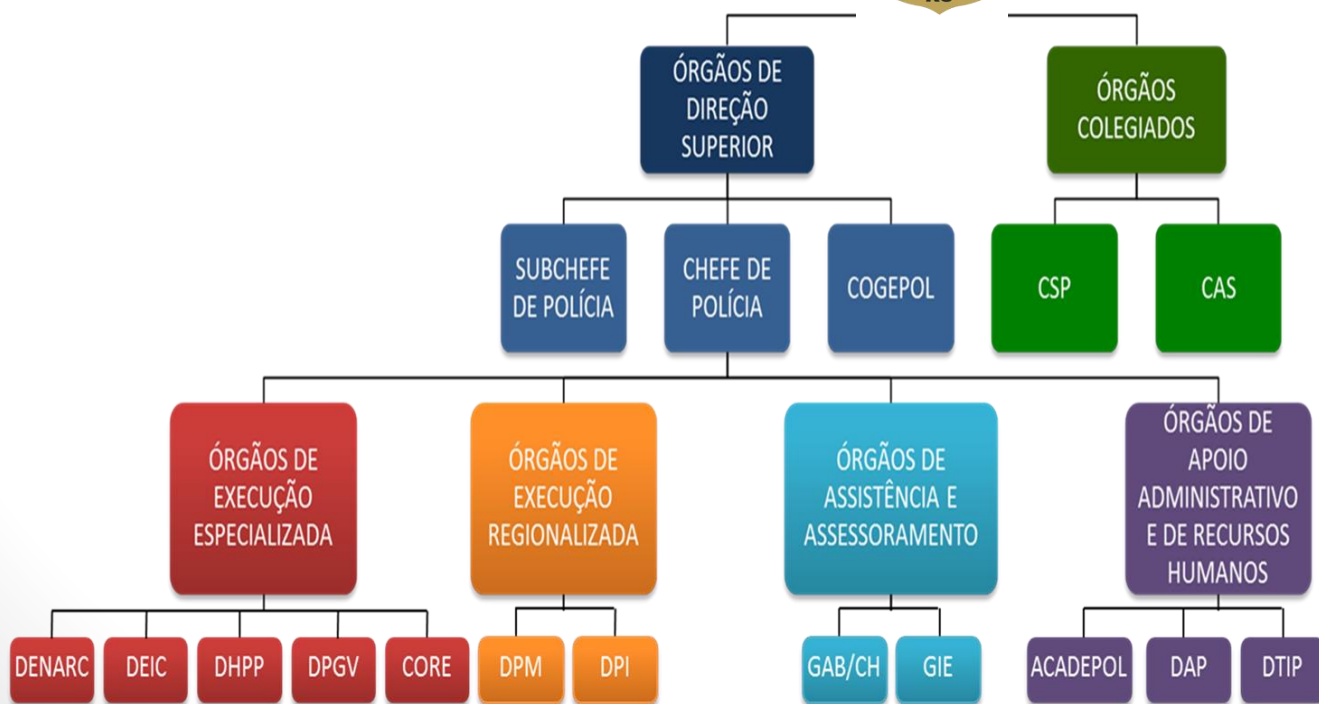 ÓRGÃOS DE
DIREÇÃO
SUPERIOR
ÓRGÃOS
COLEGIADOS
SUBCHEFE
DE POLÍCIA
CHEFE DE
POLÍCIA
COGEPOL
CSP
CAS
ÓRGÃOS DE
EXECUÇÃO
ESPECIALIZADA
ÓRGÃOS DE
EXECUÇÃO
REGIONALIZADA
ÓRGÃOS DE
ASSISTÊNCIA E
ASSESSORAMENTO
ÓRGÃOS DE
APOIO
ADMINISTRATIVO
E DE RECURSOS
HUMANOS
DENARC
DEIC
DHPP
DPGV
CORE
DPM
DPI
GAB/CH
GIE
ACADEPOL
DAP
DTIP